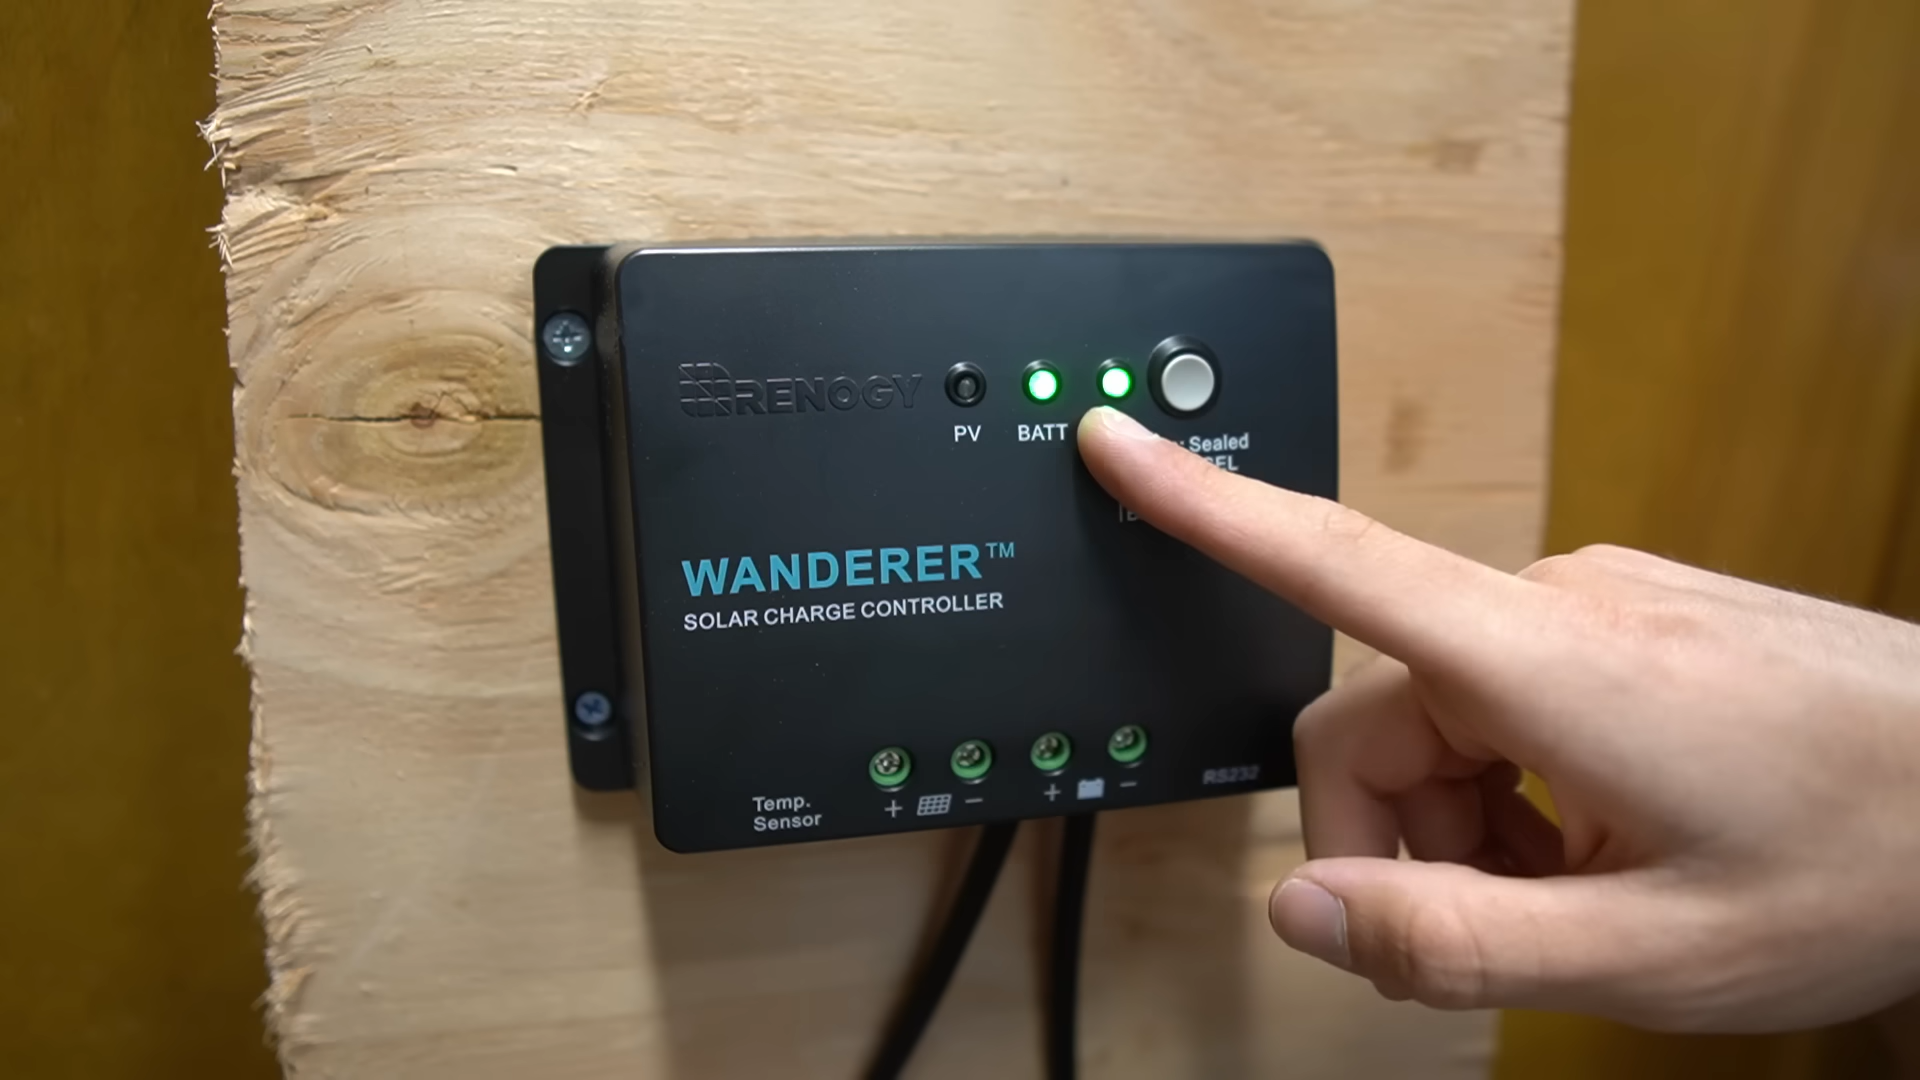 RENOGY
PV BATT
Sealed
WANDERER™
SOLAR CHARGE CONTROLLER
Temp.
Sensor
+ − + −
RS232